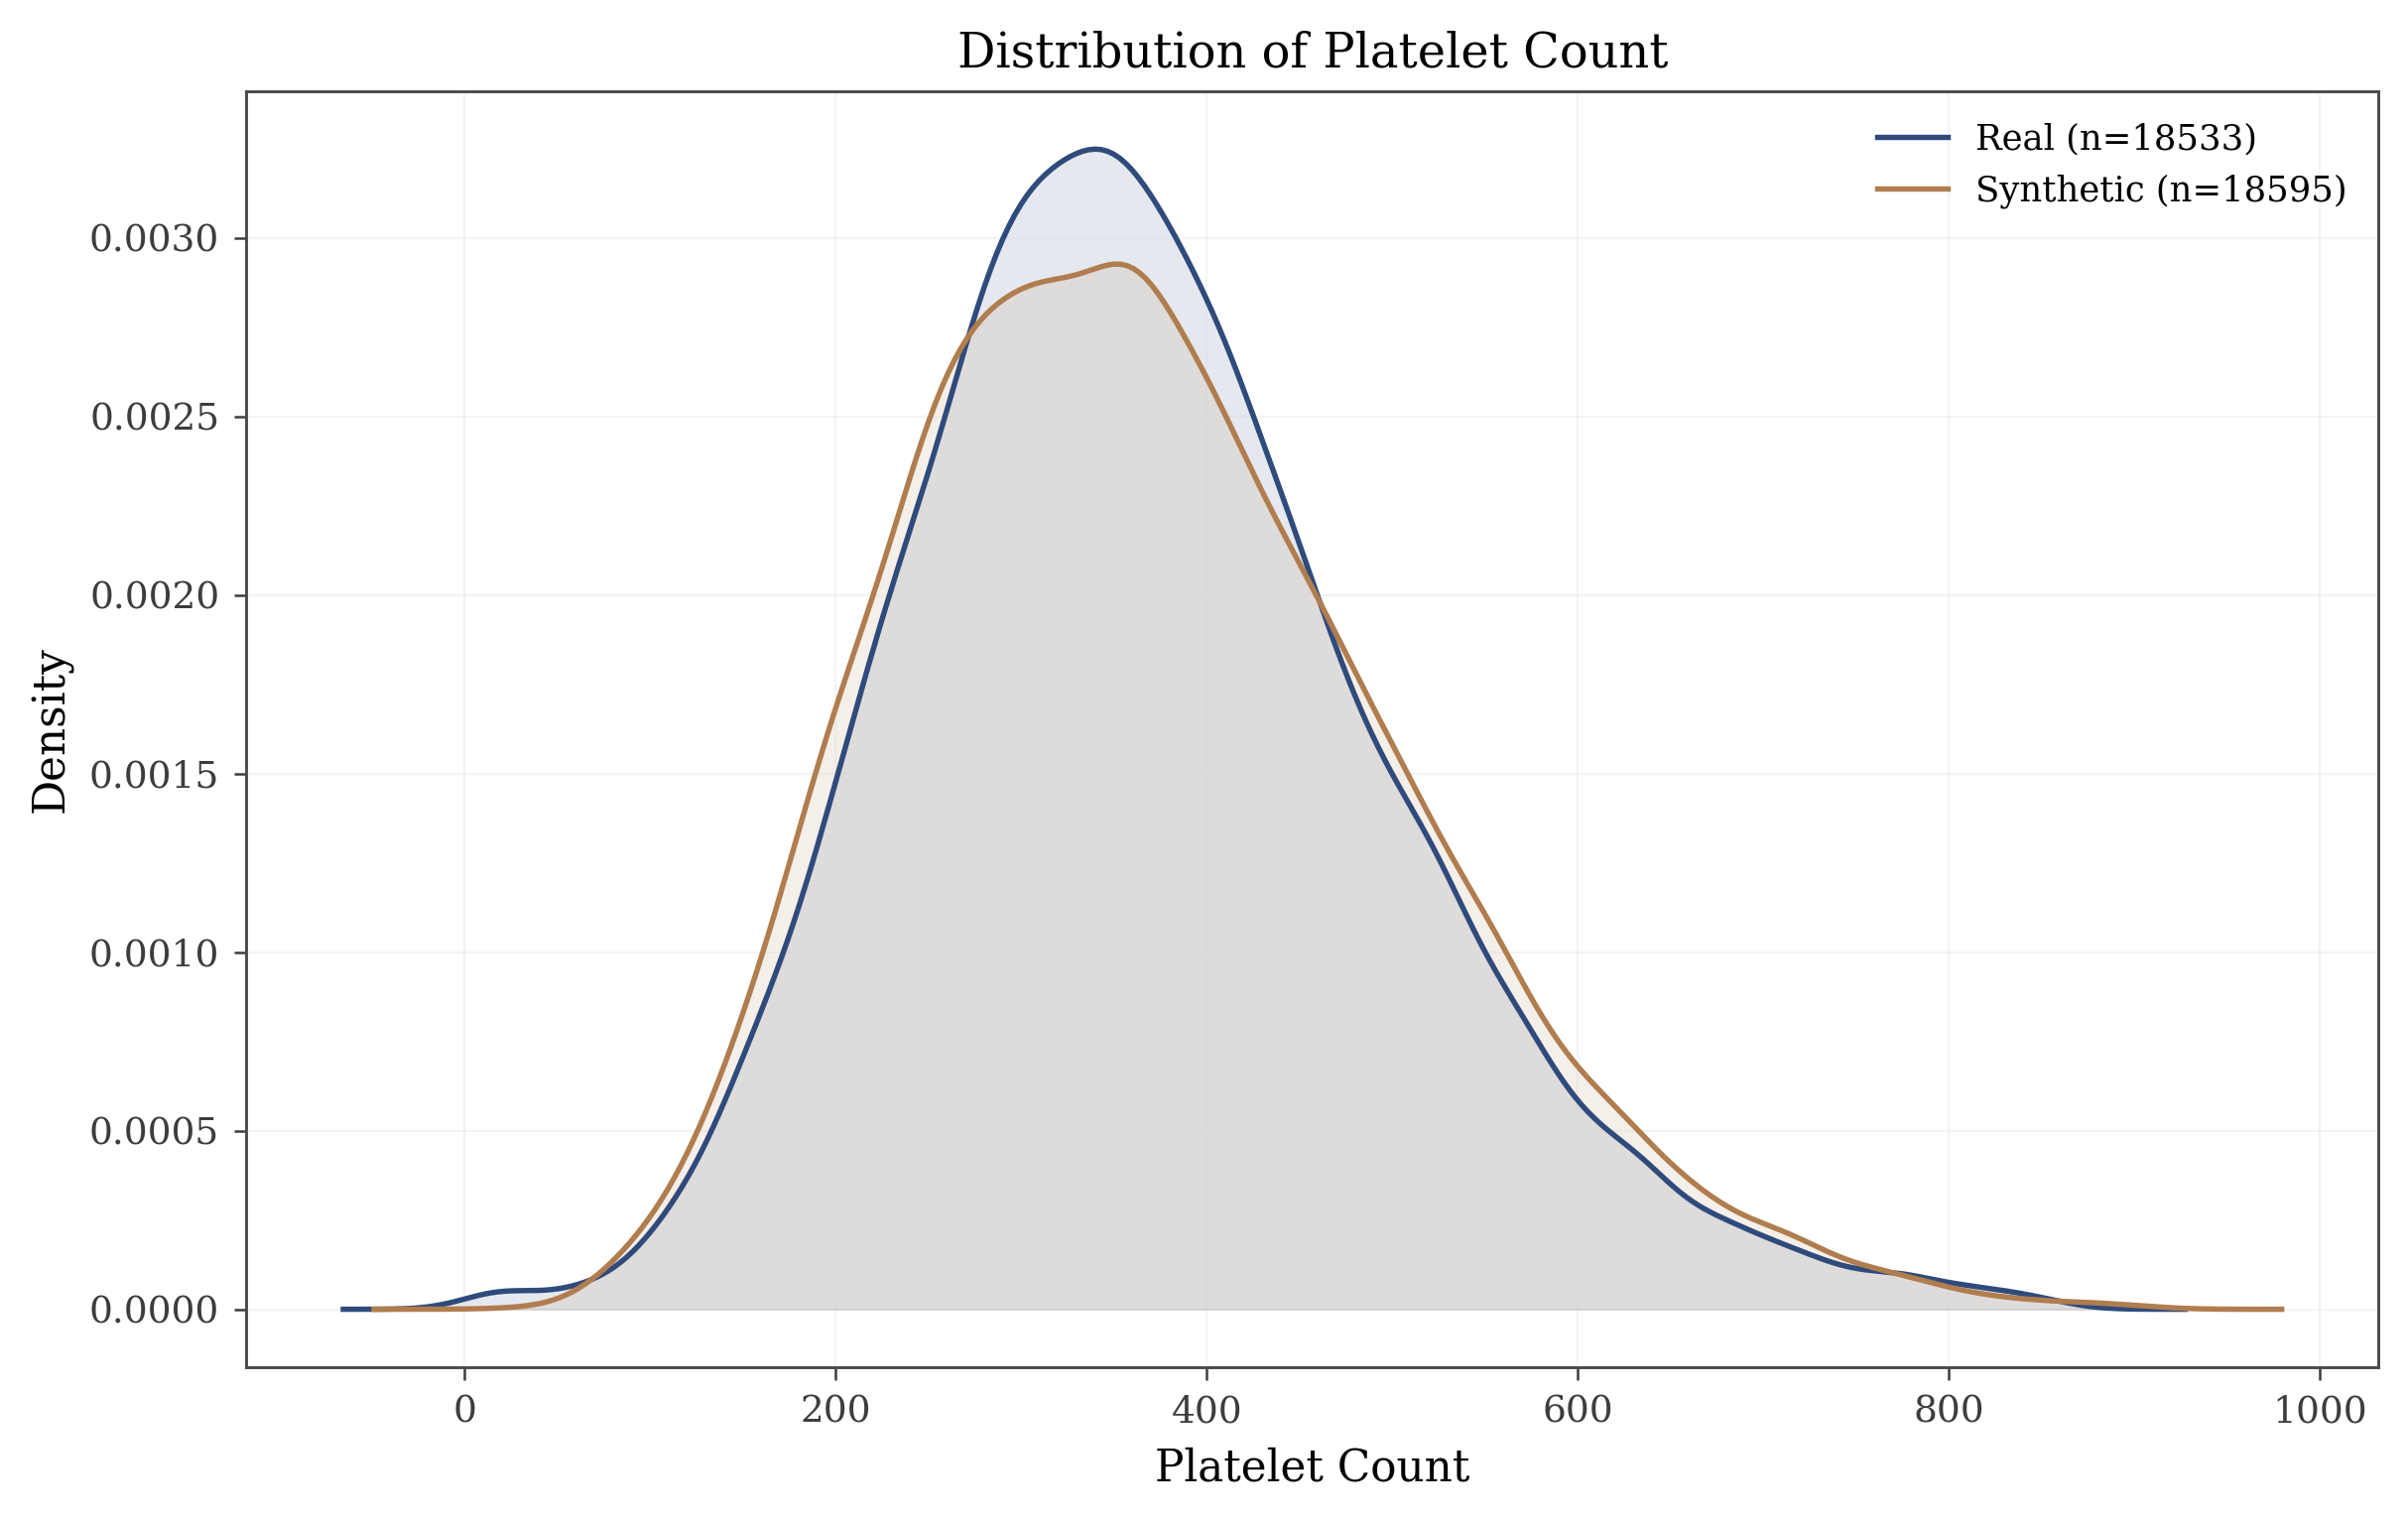 Distribution of Platelet Count
Real (n=18533)
Synthetic (n=18595)
Density
0.0030
0.0025
0.0020
0.0015
0.0010
0.0005
0.0000
0 200 400 600 800 1000
Platelet Count